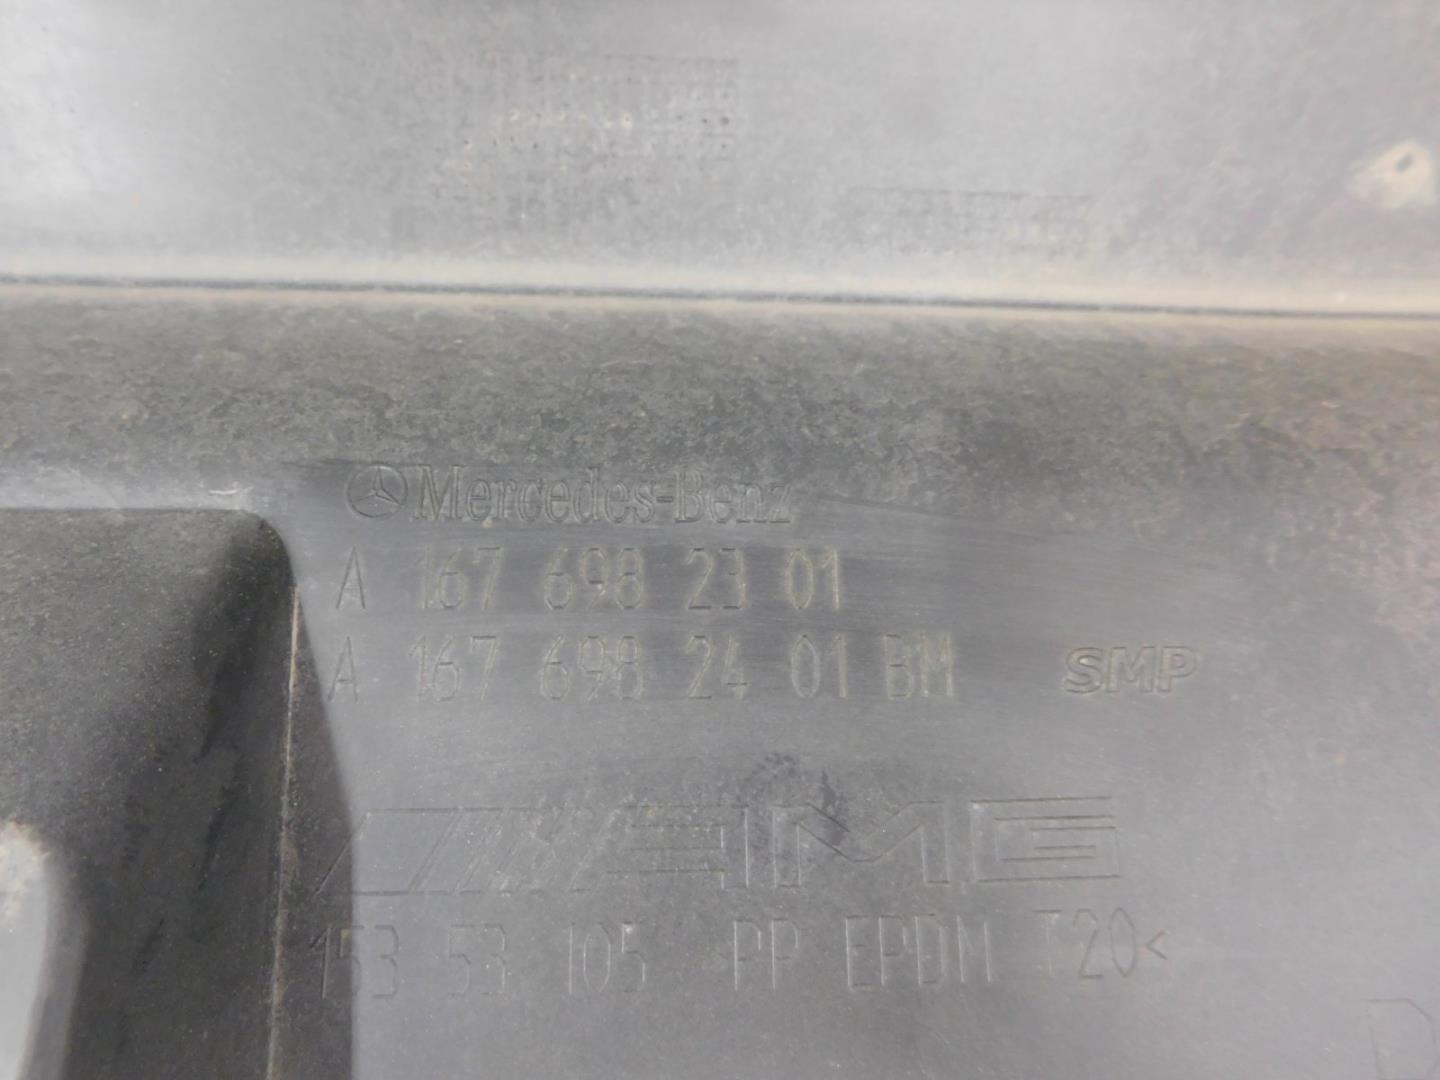 Mercedes-Benz
A 167 698 23 01
A 167 698 24 01 BM SMP
AMG
153 53 105 >PP EPDM T20<